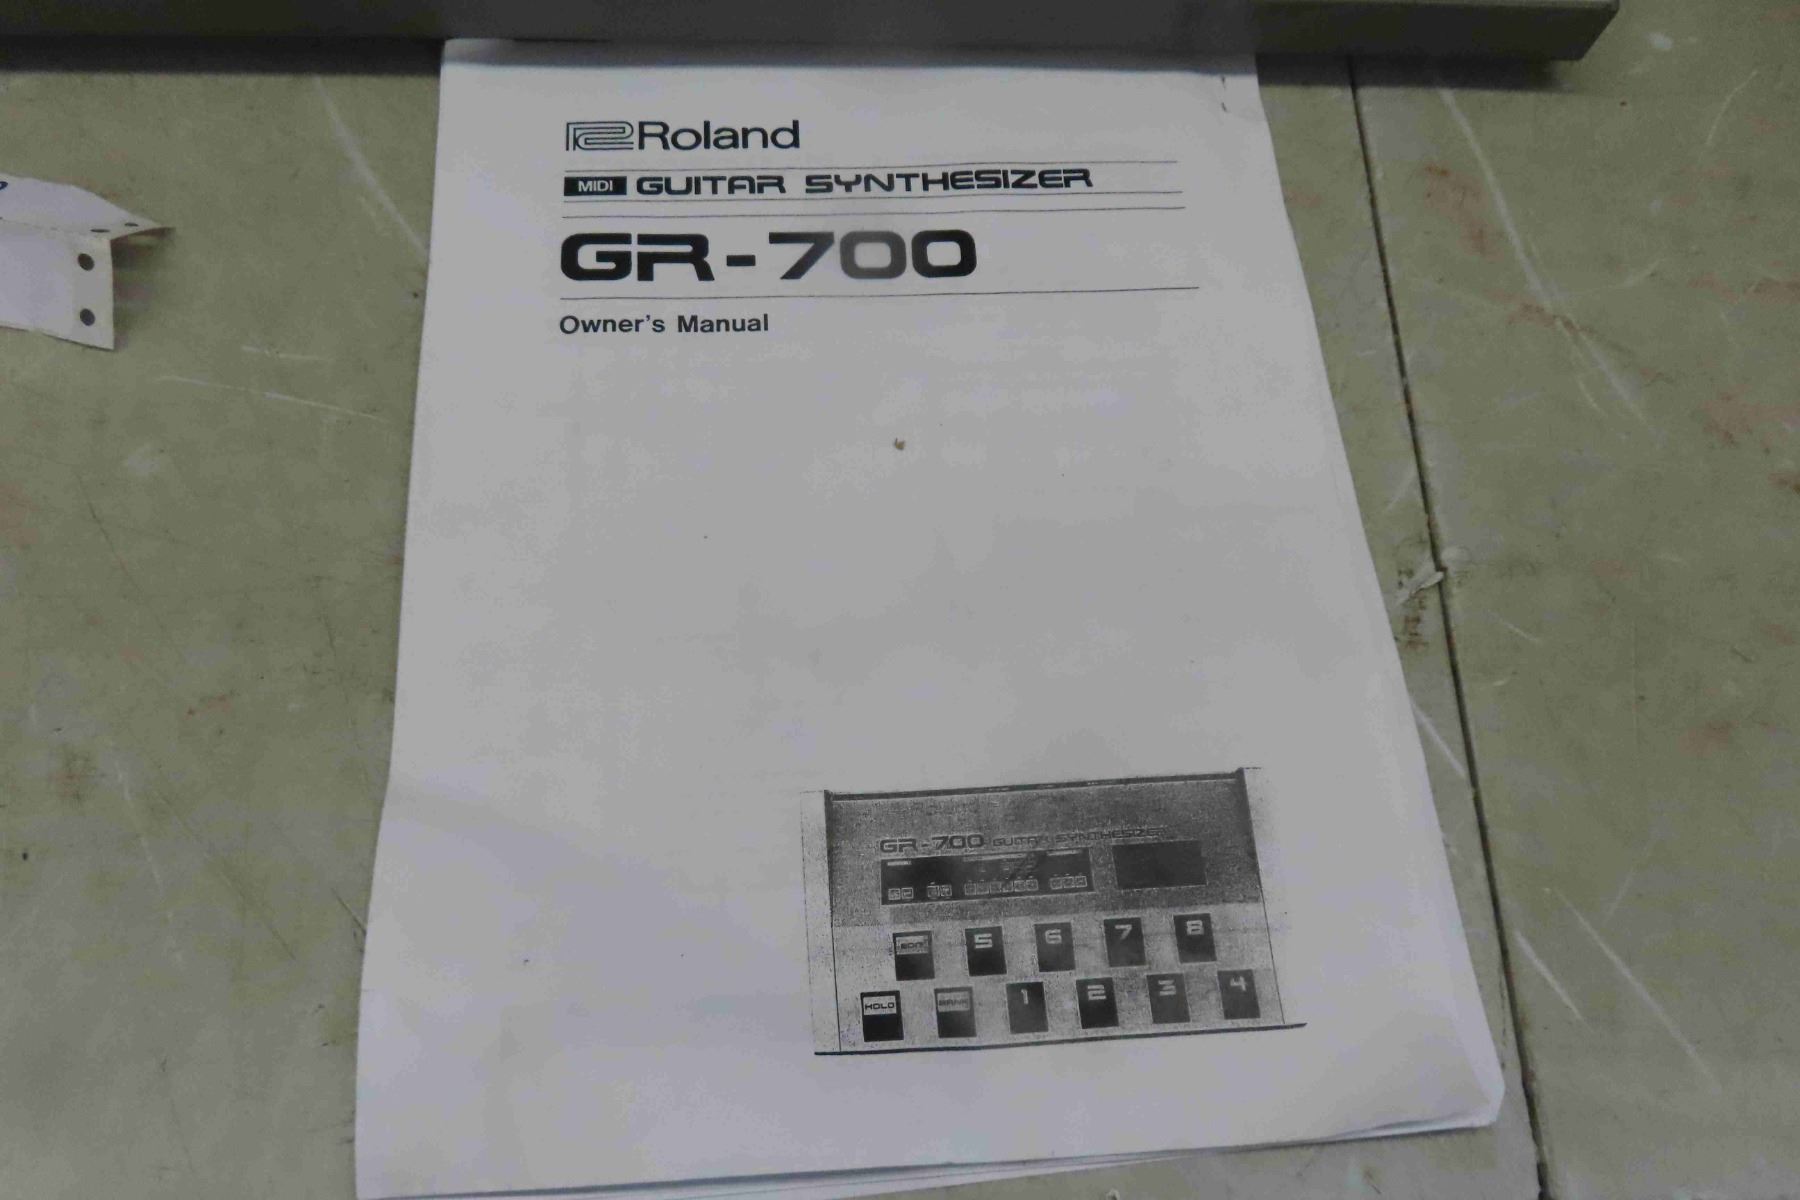 Roland
MIDI GUITAR SYNTHESIZER
GR-700
Owner's Manual
GR-700 GUITAR SYNTHESIZER
EDIT 5 6 7 8
HOLD BANK 1 2 3 4